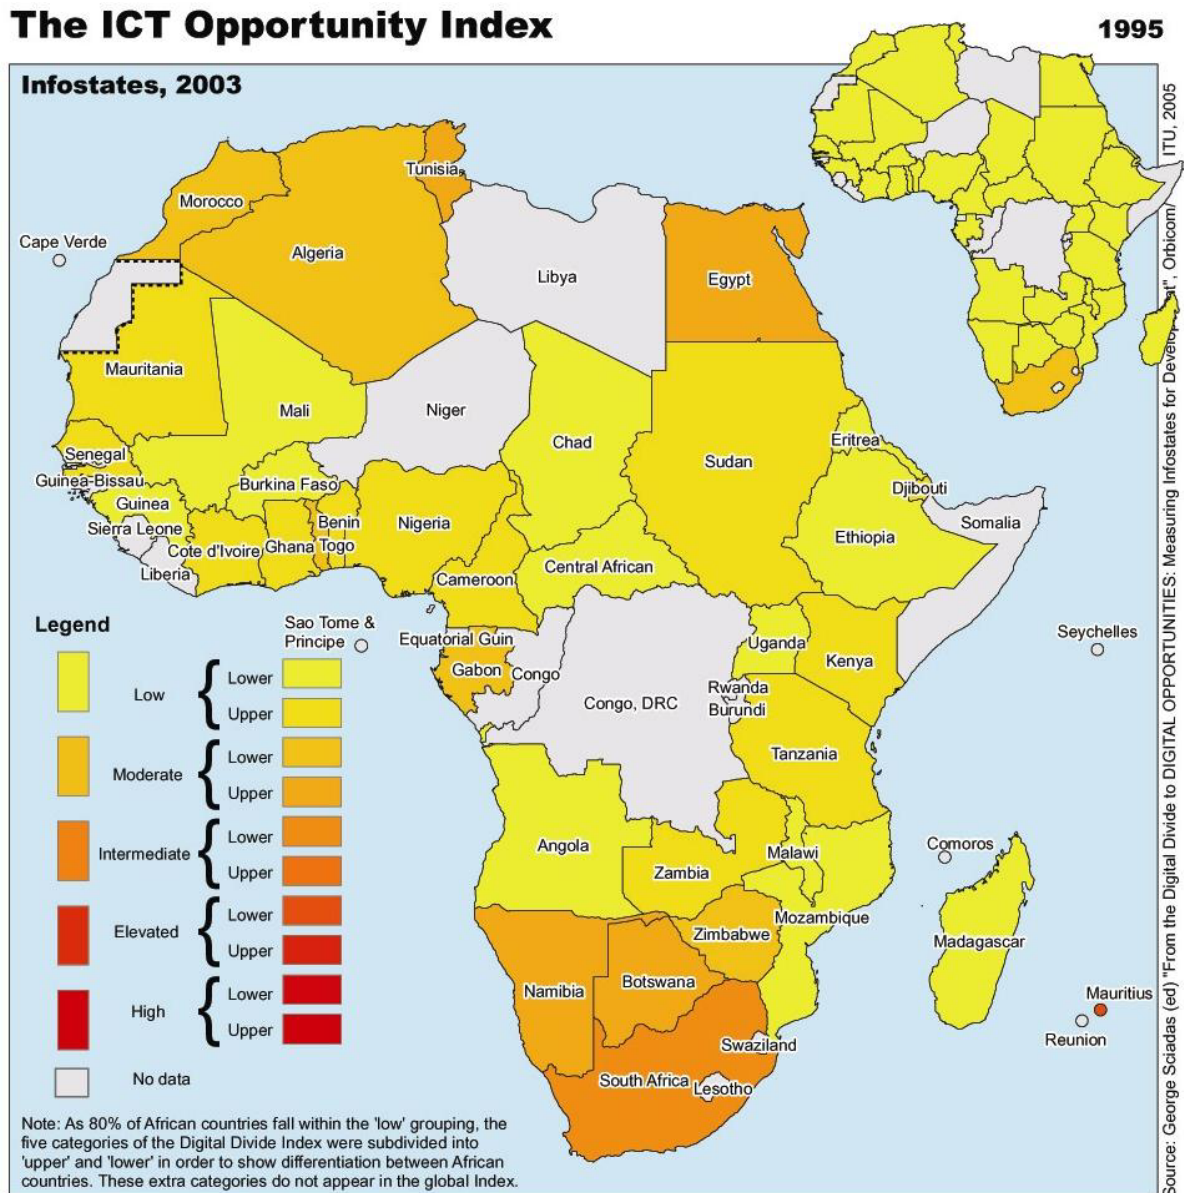 The ICT Opportunity Index
1995
Infostates, 2003
Tunisia
Morocco
Cape Verde
Algeria
Libya
Egypt
Mauritania
Mali
Niger
Chad
Sudan
Eritrea
Senegal
Guinea-Bissau
Burkina Faso
Djibouti
Guinea
Benin
Nigeria
Somalia
Sierra Leone
Cote d'Ivoire
Ghana
Togo
Ethiopia
Liberia
Central African
Cameroon
Equatorial Guin
Uganda
Seychelles
Gabon
Congo
Kenya
Rwanda
Congo, DRC
Burundi
Tanzania
Comoros
Angola
Malawi
Zambia
Mozambique
Zimbabwe
Madagascar
Namibia
Botswana
Mauritius
Reunion
Swaziland
South Africa
Lesotho
Legend
Sao Tome &
Principe
Low
Lower
Upper
Moderate
Lower
Upper
Intermediate
Lower
Upper
Elevated
Lower
Upper
High
Lower
Upper
No data
Note: As 80% of African countries fall within the 'low' grouping, the
five categories of the Digital Divide Index were subdivided into
'upper' and 'lower' in order to show differentiation between African
countries. These extra categories do not appear in the global Index.
Source: George Sciadas (ed) "From the Digital Divide to DIGITAL OPPORTUNITIES: Measuring Infostates for Orbicom/ ITU, 2005